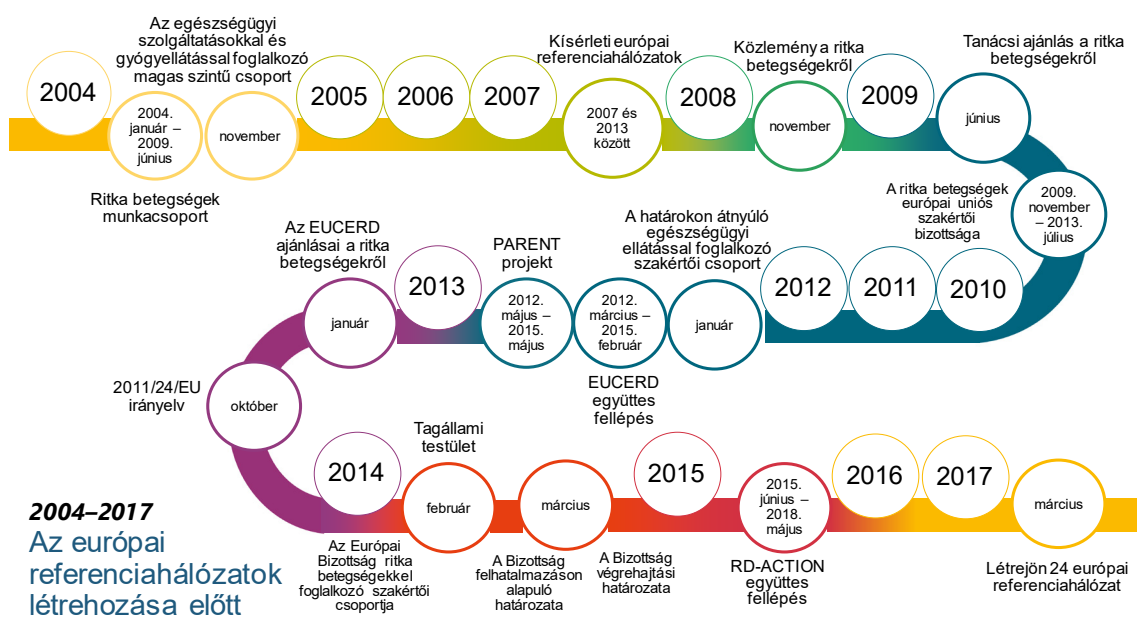 2004
2004.
január –
2009.
június
Ritka betegségek
munkacsoport
Az egészségügyi
szolgáltatásokkal és
gyógyellátással foglalkozó
magas szintű csoport
november
2005
2006
2007
Kísérleti európai
referenciahálózatok
2007 és
2013
között
2008
Közlemény a ritka
betegségekről
november
2009
Tanácsi ajánlás a ritka
betegségekről
június
2009.
november
– 2013.
július
A ritka betegségek
európai uniós
szakértői
bizottsága
2010
2011
2012
A határokon átnyúló
egészségügyi
ellátással foglalkozó
szakértői csoport
január
2012.
március –
2015.
február
EUCERD
együttes
fellépés
PARENT
projekt
2012.
május –
2015.
május
2013
Az EUCERD
ajánlásai a ritka
betegségekről
január
2011/24/EU
irányelv
október
2014
Az Európai
Bizottság ritka
betegségekkel
foglalkozó szakértői
csoportja
Tagállami
testület
február
március
A Bizottság
felhatalmazáson
alapuló
határozata
A Bizottság
végrehajtási
határozata
2015
2015.
június –
2018.
május
RD-ACTION
együttes
fellépés
2016
2017
március
Létrejön 24 európai
referenciahálózat
2004–2017
Az európai
referenciahálózatok
létrehozása előtt